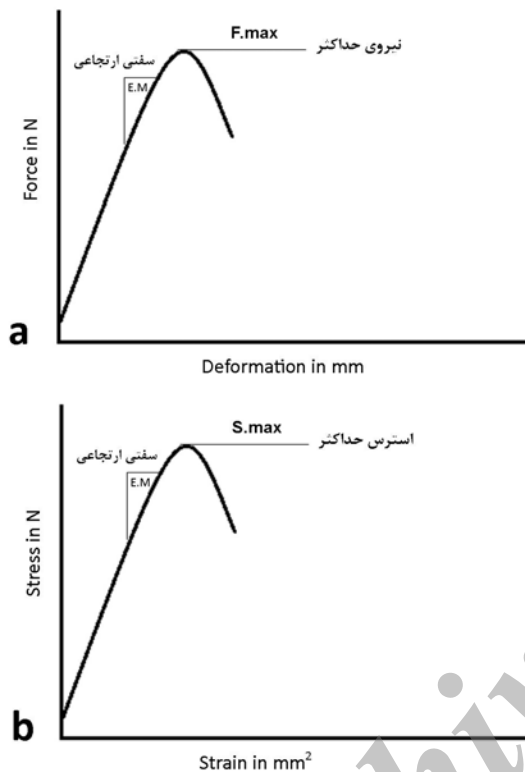 F.max
نیروی حداکثر
سفتی ارتجاعی
E.M
Force in N
a
Deformation in mm
S.max
استرس حداکثر
سفتی ارتجاعی
E.M
Stress in N
b
Strain in mm²